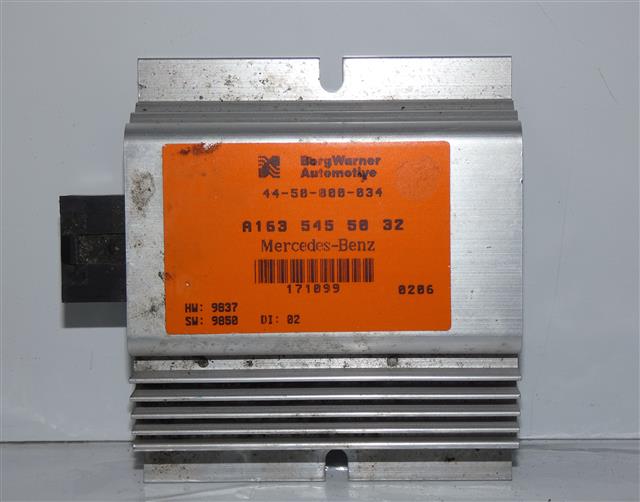 BorgWarner
Automotive
44-50-000-034
A163 545 50 32
Mercedes-Benz
171099 0206
HW: 9837
SW: 9850 DI: 02